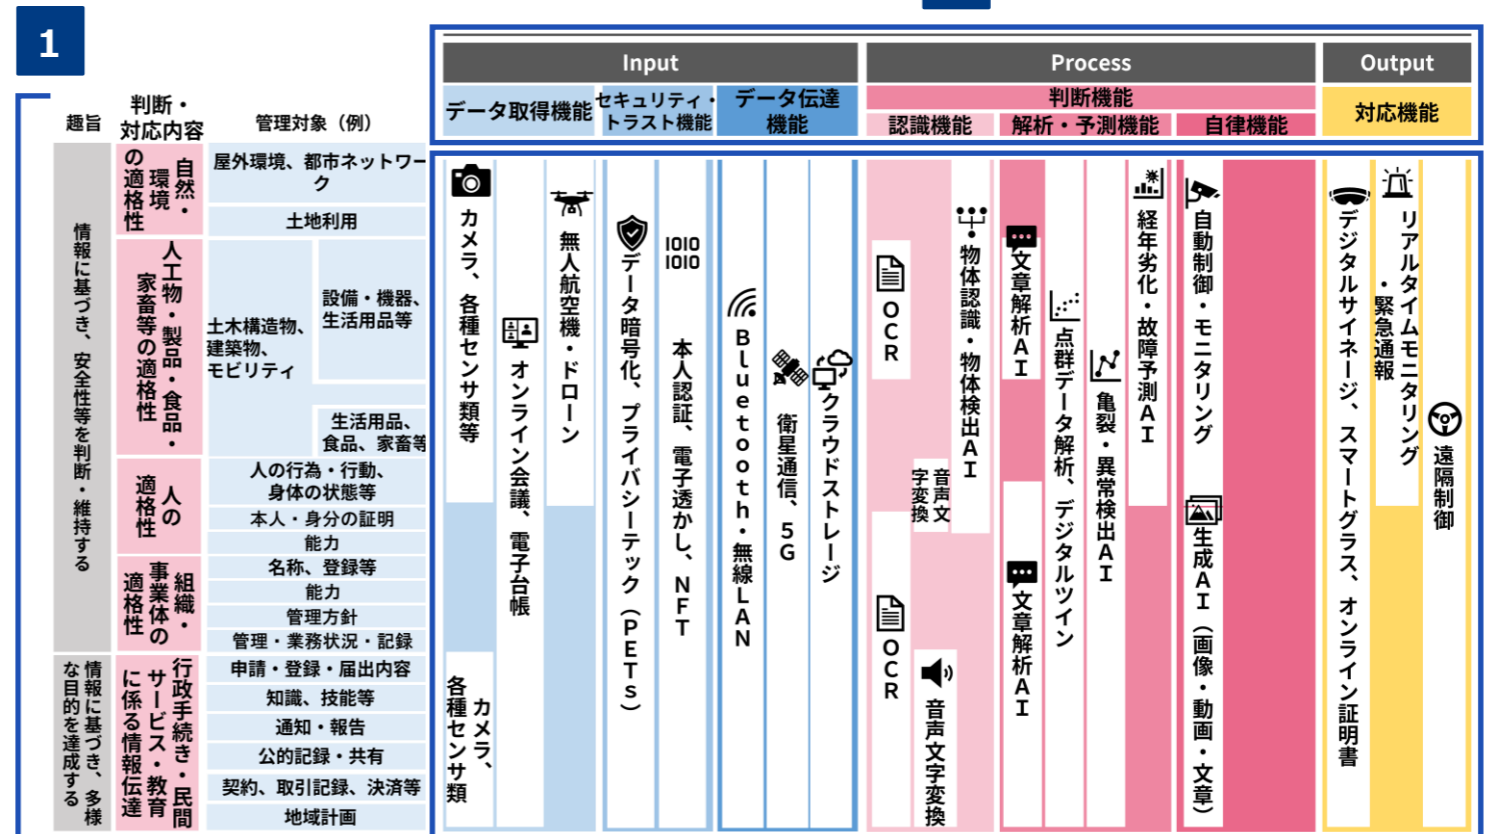 1
Input
Process
Output
データ取得機能
セキュリティ・
トラスト機能
データ伝達
機能
判断機能
認識機能
解析・予測機能
自律機能
対応機能
趣旨
判断・
対応内容
管理対象（例）
情報に基づき、安全性等を判断・維持する
自然・
環境
の適格性
屋外環境、都市ネットワー
ク
土地利用
人工物・製品・食品・
家畜等の適格性
土木構造物、
建築物、
モビリティ
設備・機器、
生活用品等
生活用品、
食品、家畜等
人の
適格性
人の行為・行動、
身体の状態等
本人・身分の証明
能力
組織・
事業体の
適格性
名称、登録等
能力
管理方針
管理・業務状況・記録
情報に基づき、多様
な目的を達成する
行政手続き・民間
サービス・教育
に係る情報伝達
申請・登録・届出内容
知識、技能等
通知・報告
公的記録・共有
契約、取引記録、決済等
地域計画
カメラ、各種センサ類等
カメラ、
各種センサ類
オンライン会議、電子台帳
無人航空機・ドローン
データ暗号化、プライバシーテック（PETs）
1010
1010
本人認証、電子透かし、NFT
Bluetooth・無線LAN
衛星通信、5G
クラウドストレージ
OCR
OCR
音声文
字変換
音声文字変換
物体認識・物体検出AI
文章解析AI
文章解析AI
点群データ解析、デジタルツイン
亀裂・異常検出AI
経年劣化・故障予測AI
自動制御・モニタリング
生成AI（画像・動画・文章）
デジタルサイネージ、スマートグラス、オンライン証明書
リアルタイムモニタリング
・緊急通報
遠隔制御